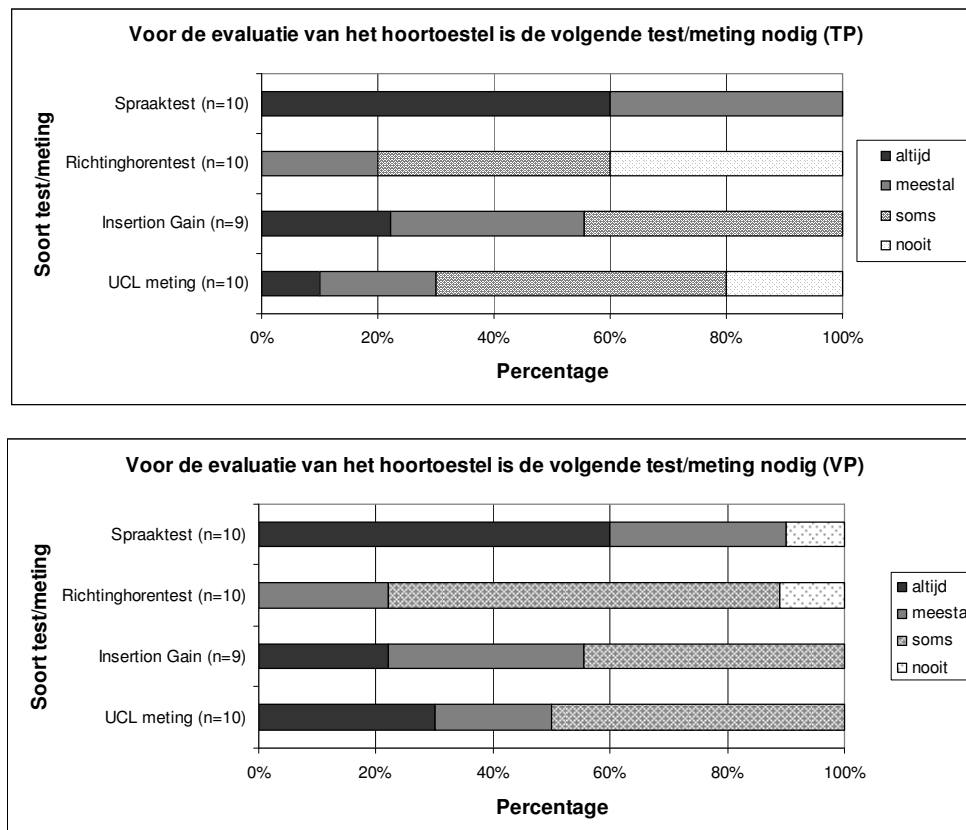 Voor de evaluatie van het hoortoestel is de volgende test/meting nodig (TP)
Soort test/meting
Spraaktest (n=10)
Richtinghorentest (n=10)
Insertion Gain (n=9)
UCL meting (n=10)
0% 20% 40% 60% 80% 100%
Percentage
altijd
meestal
soms
nooit
Voor de evaluatie van het hoortoestel is de volgende test/meting nodig (VP)
Soort test/meting
Spraaktest (n=10)
Richtinghorentest (n=10)
Insertion Gain (n=9)
UCL meting (n=10)
0% 20% 40% 60% 80% 100%
Percentage
altijd
meestal
soms
nooit